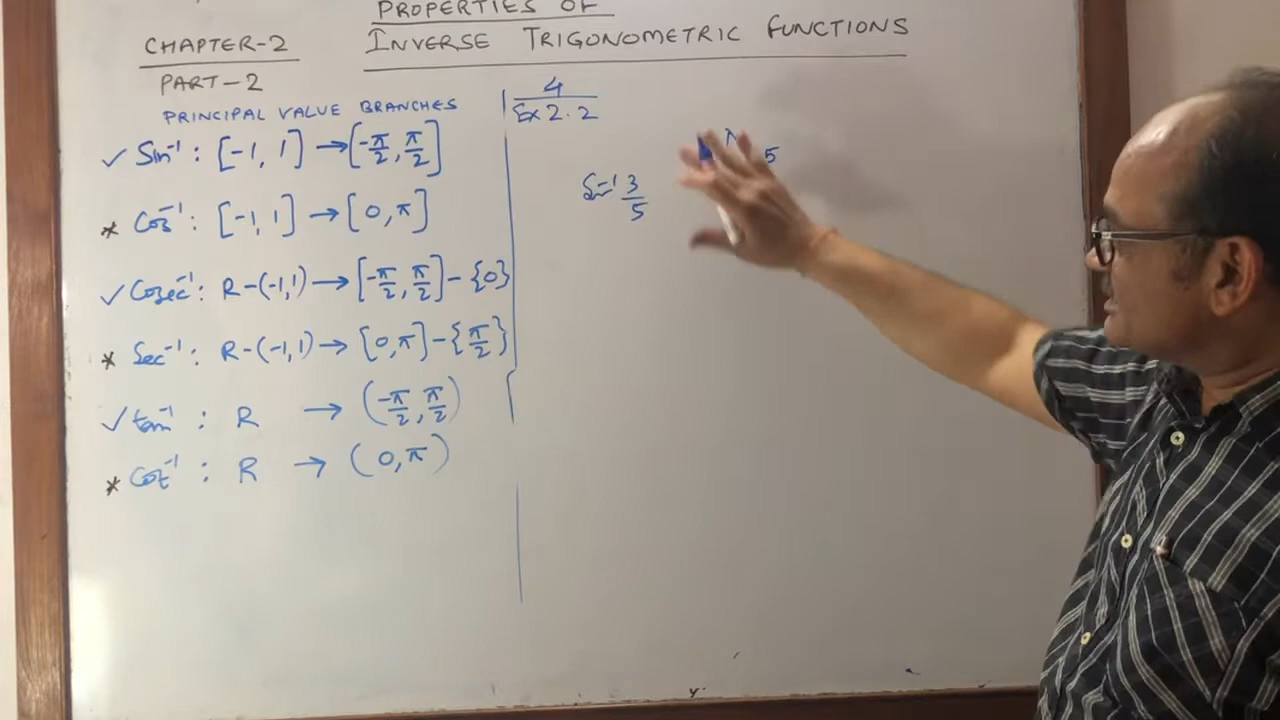 PROPERTIES OF
CHAPTER-2 INVERSE TRIGONOMETRIC FUNCTIONS
PART-2
PRINCIPAL VALUE BRANCHES
✓ Sin⁻¹ : [-1, 1] → [-π/2, π/2]
* Cos⁻¹ : [-1, 1] → [0, π]
✓ Cosec⁻¹ : R-(-1,1) → [-π/2, π/2] - {0}
* Sec⁻¹ : R-(-1,1) → [0,π] - {π/2}
✓ tan⁻¹ : R → (-π/2, π/2)
* Cot⁻¹ : R → (0,π)
4
Ex 2.2
5
Sin⁻¹ 3/5